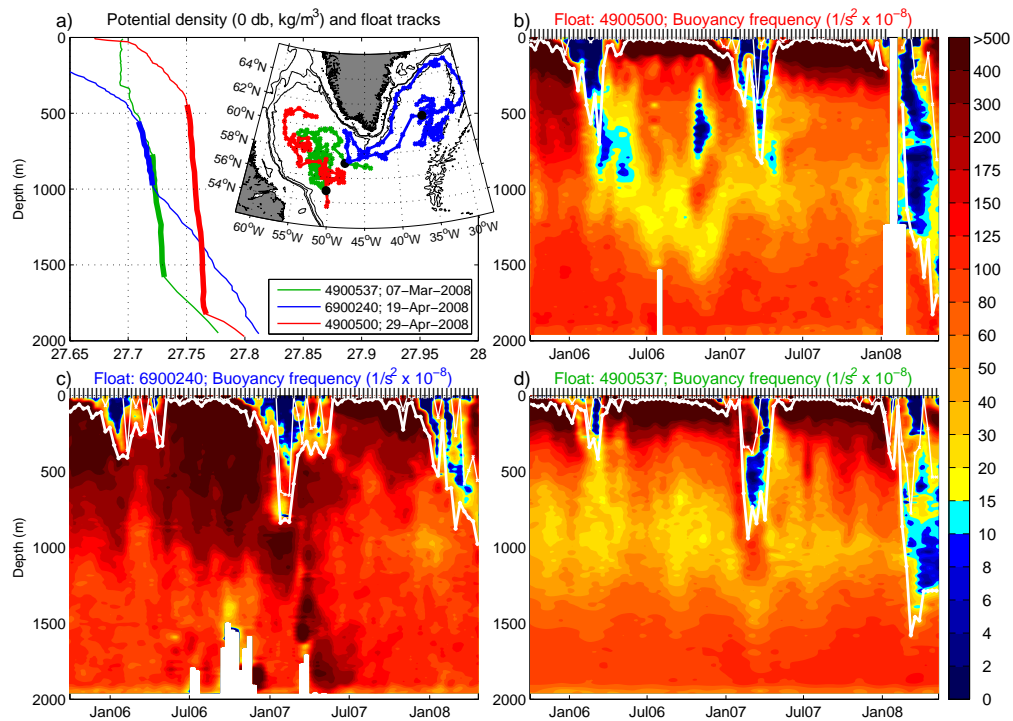 a) Potential density (0 db, kg/m³) and float tracks
0
500
1000
1500
2000
Depth (m)
27.65 27.7 27.75 27.8 27.85 27.9 27.95 28
64°N
62°N
60°N
58°N
56°N
54°N
60°W 55°W 50°W 45°W 40°W 35°W
4900537; 07−Mar−2008
6900240; 19−Apr−2008
4900500; 29−Apr−2008
b) Float: 4900500; Buoyancy frequency (1/s² x 10⁻⁸)
0
500
1000
1500
2000
Jan06 Jul06 Jan07 Jul07 Jan08
c) Float: 6900240; Buoyancy frequency (1/s² x 10⁻⁸)
0
500
1000
1500
2000
Depth (m)
Jan06 Jul06 Jan07 Jul07 Jan08
d) Float: 4900537; Buoyancy frequency (1/s² x 10⁻⁸)
0
500
1000
1500
2000
Jan06 Jul06 Jan07 Jul07 Jan08
>500
400
300
200
175
150
125
100
80
60
50
40
30
20
15
10
8
6
4
2
0